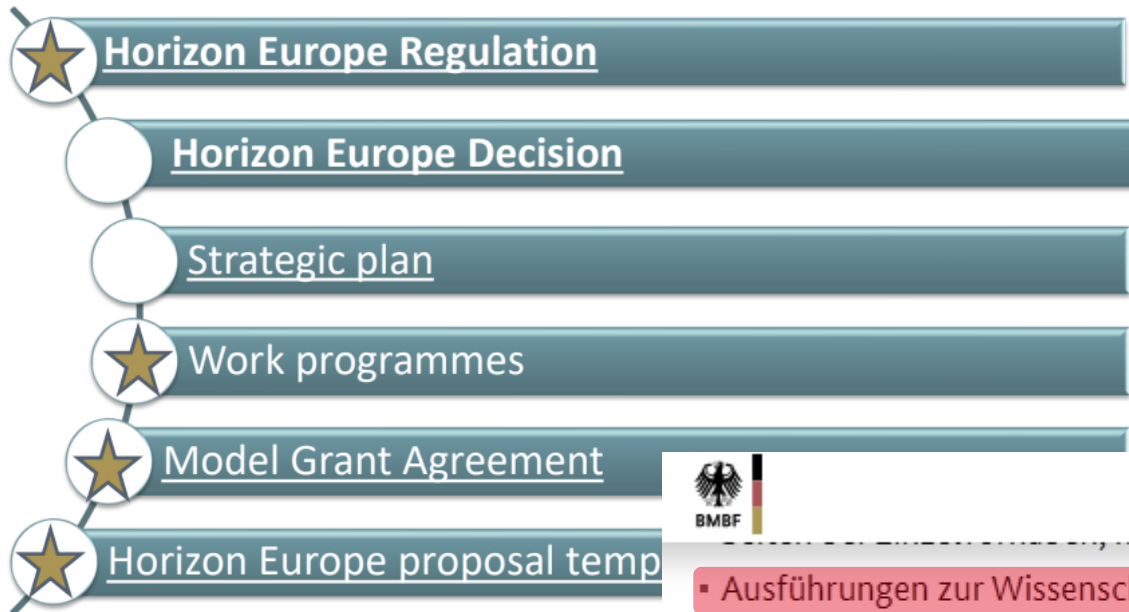 Horizon Europe Regulation
Horizon Europe Decision
Strategic plan
Work programmes
Model Grant Agreement
BMBF
Horizon Europe proposal temp
▪ Ausführungen zur Wissensc